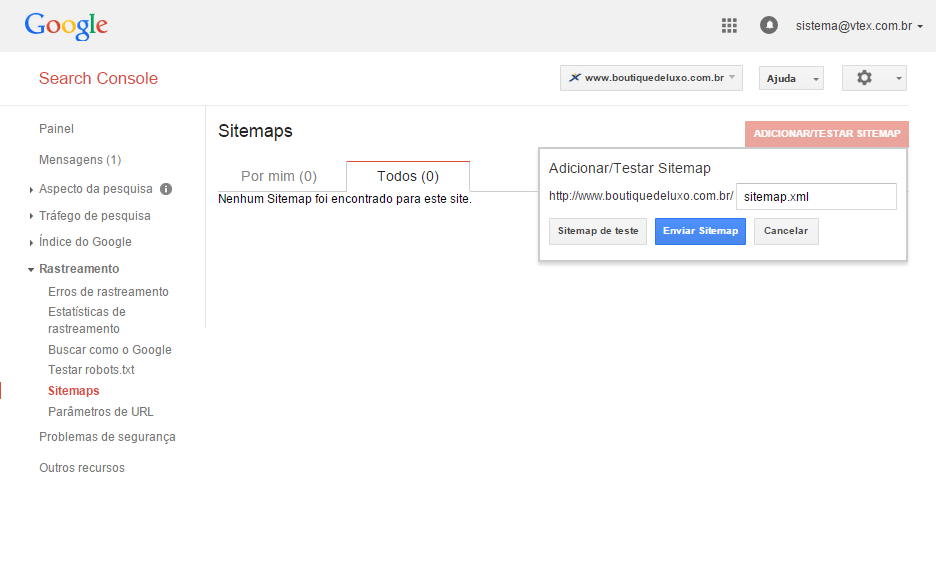 Google
sistema@vtex.com.br
Search Console
www.boutiquedeluxo.com.br
Ajuda
Painel
Mensagens (1)
Aspecto da pesquisa
Tráfego de pesquisa
Índice do Google
Rastreamento
Erros de rastreamento
Estatísticas de
rastreamento
Buscar como o Google
Testar robots.txt
Sitemaps
Parâmetros de URL
Problemas de segurança
Outros recursos
Sitemaps
ADICIONAR/TESTAR SITEMAP
Por mim (0)
Todos (0)
Nenhum Sitemap foi encontrado para este site.
Adicionar/Testar Sitemap
http://www.boutiquedeluxo.com.br/ sitemap.xml
Sitemap de teste
Enviar Sitemap
Cancelar